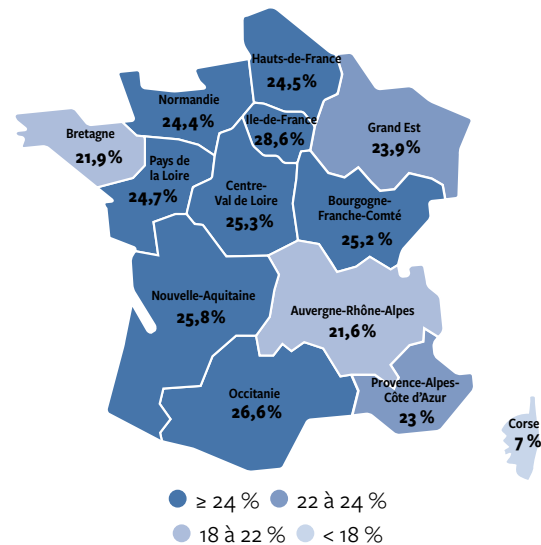 Hauts-de-France
24,5%
Normandie
24,4%
Ile-de-France
28,6%
Grand Est
23,9%
Bretagne
21,9%
Pays de
la Loire
24,7%
Centre-
Val de Loire
25,3%
Bourgogne-
Franche-Comté
25,2 %
Nouvelle-Aquitaine
25,8%
Auvergne-Rhône-Alpes
21,6%
Occitanie
26,6%
Provence-Alpes-
Côte d'Azur
23 %
Corse
7 %
≥ 24 % 22 à 24 %
18 à 22 % < 18 %